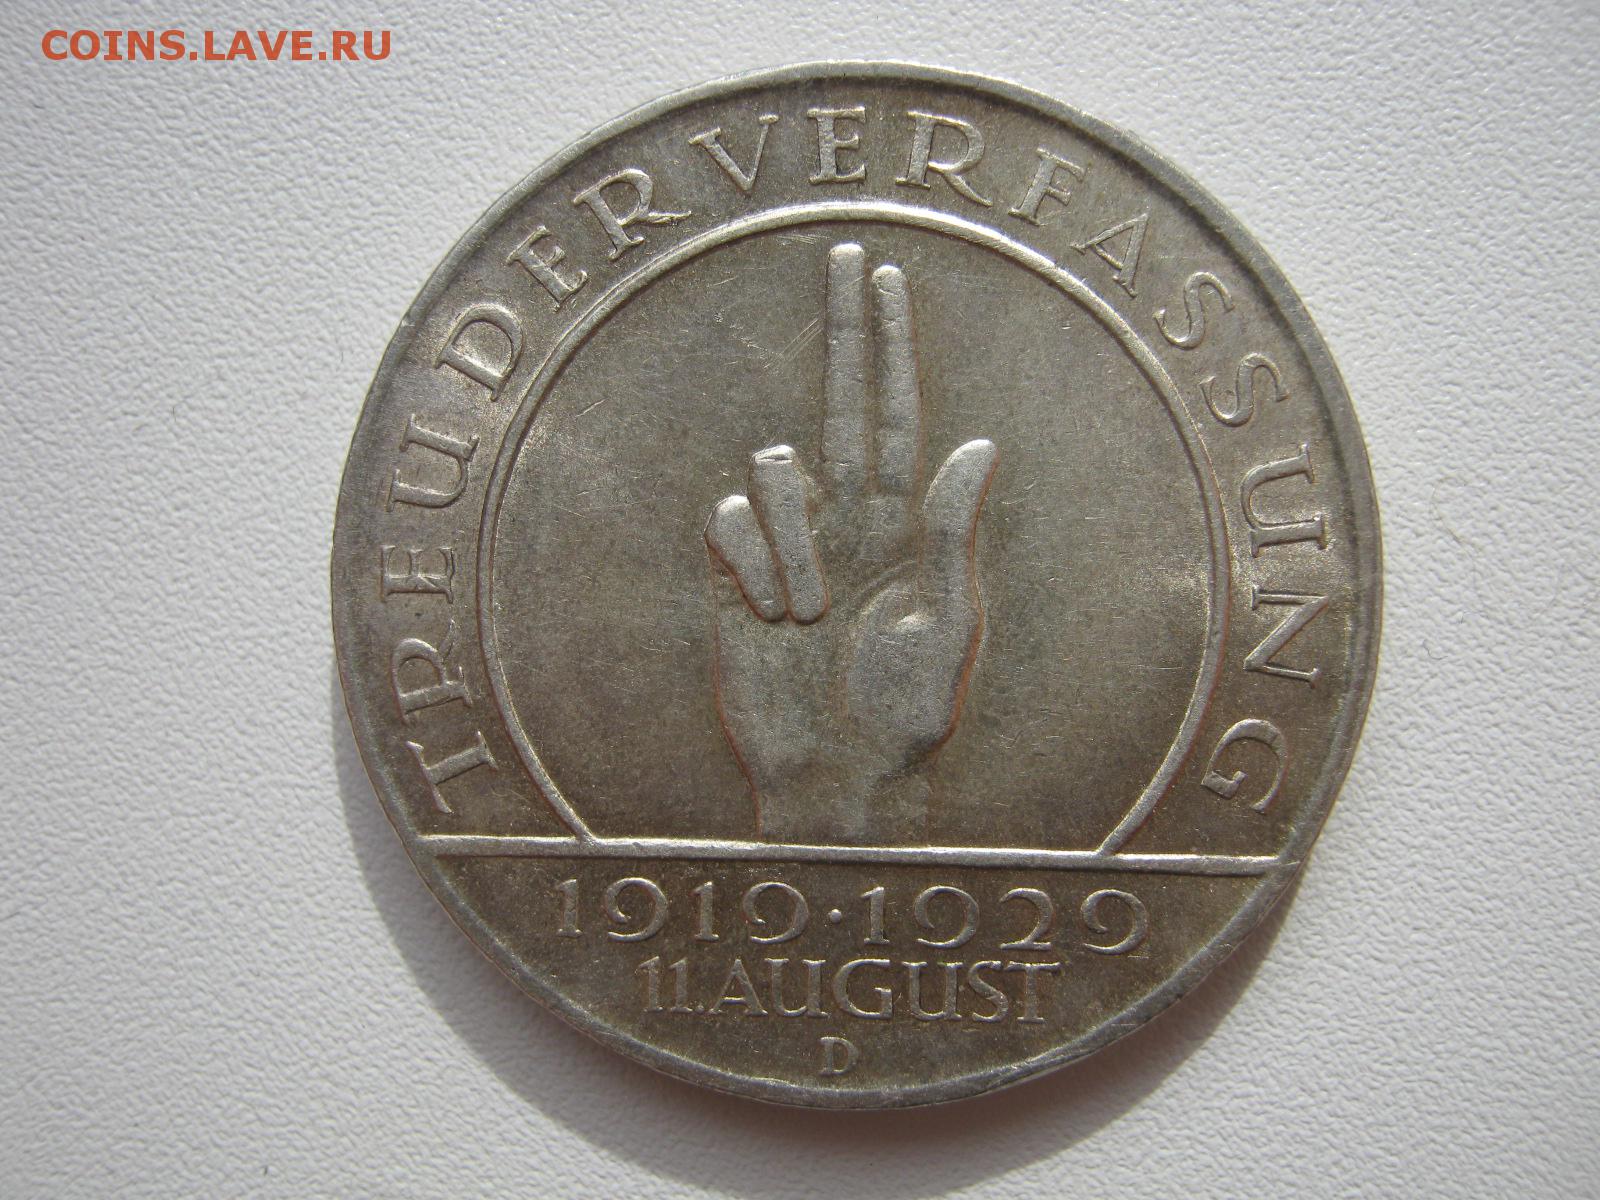 COINS.LAVE.RU
TREU DER VERFASSUNG
1919·1929
11.AUGUST
D